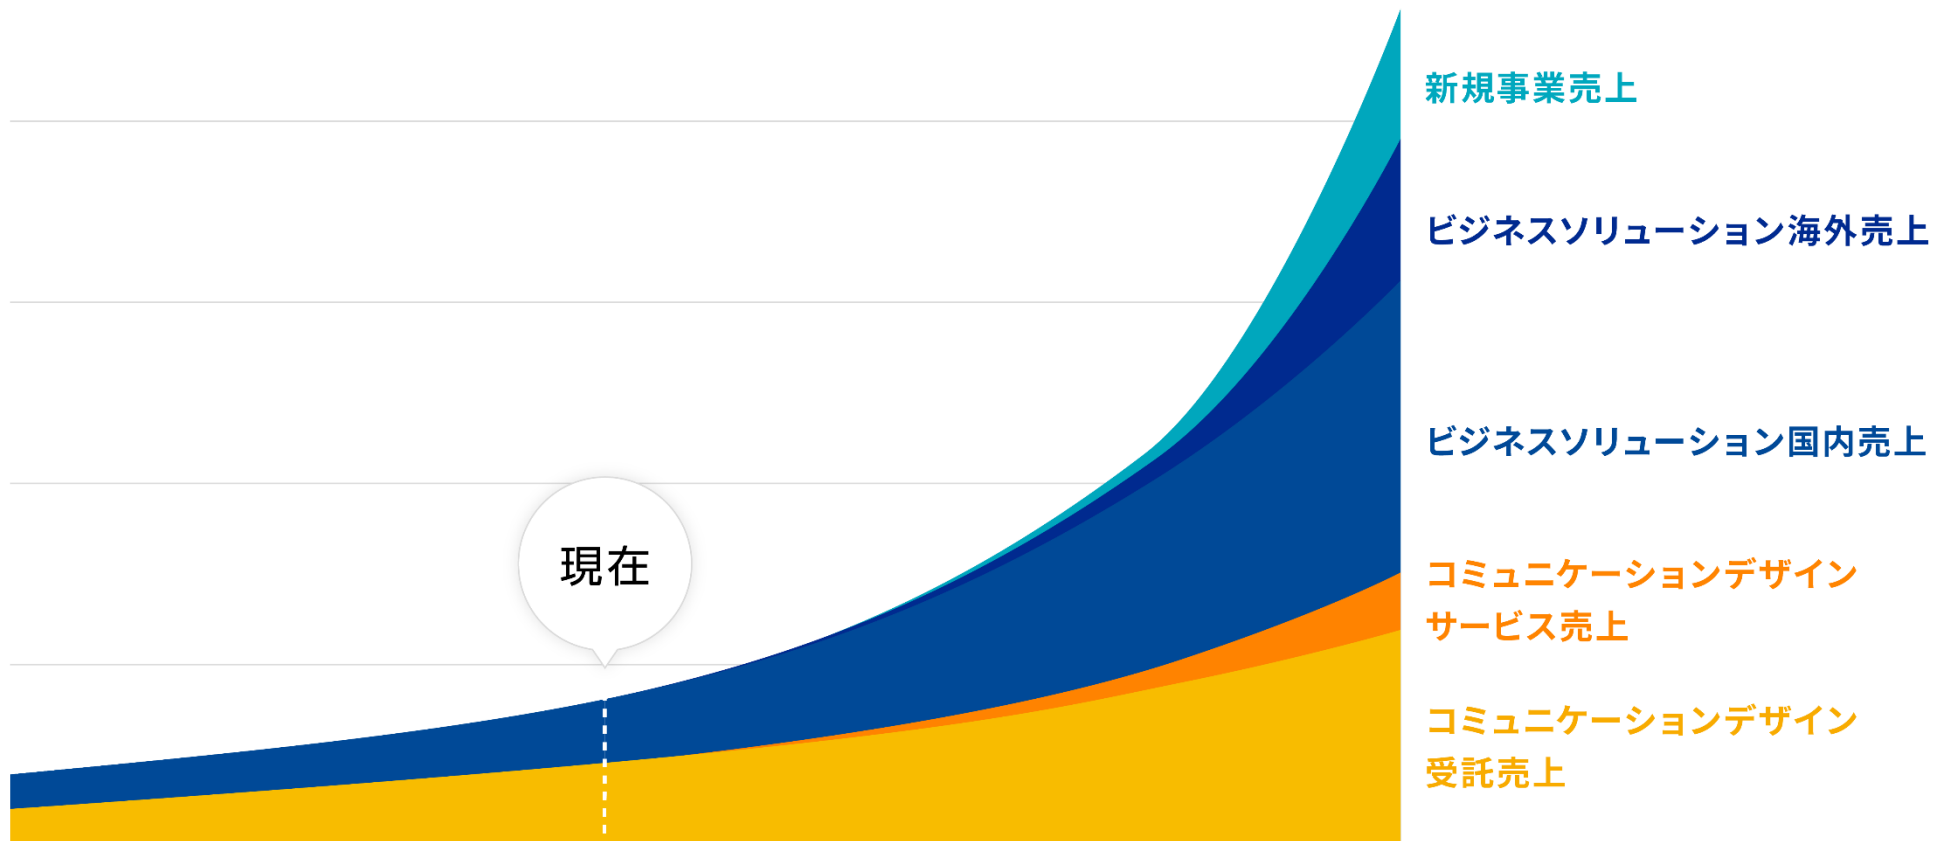 新規事業売上
ビジネスソリューション海外売上
ビジネスソリューション国内売上
現在
コミュニケーションデザイン
サービス売上
コミュニケーションデザイン
受託売上